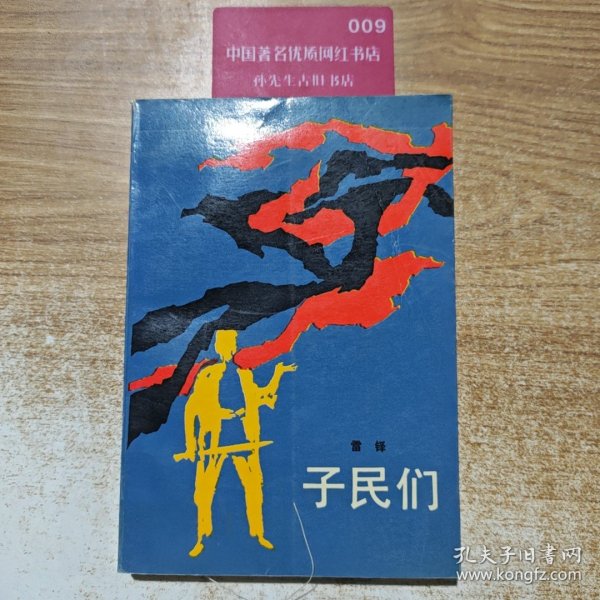 009
中国著名优质网红书店
孙先生古旧书店
雷铎
子民们
孔夫子旧書网
www.kongfz.com